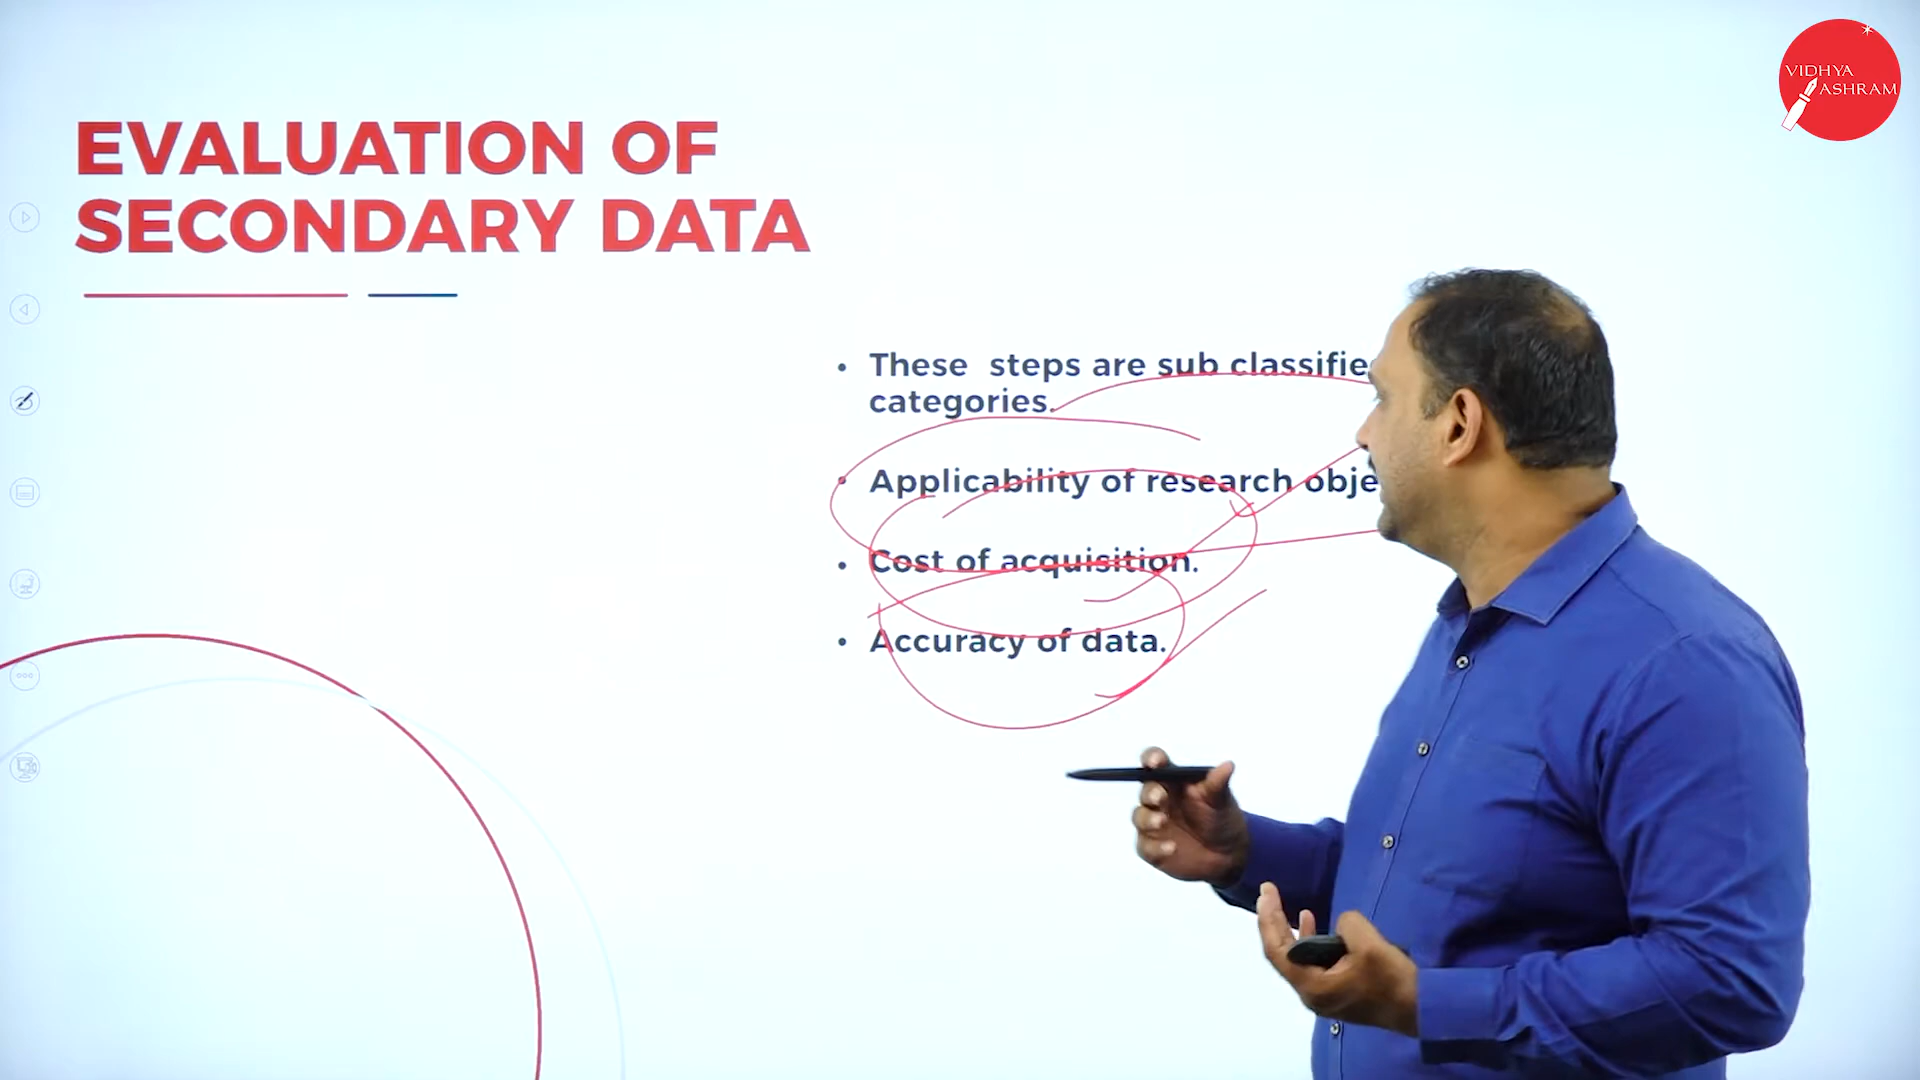 VIDHYA
ASHRAM
EVALUATION OF
SECONDARY DATA
• These steps are sub classifie
categories.
• Applicability of research obje
• Cost of acquisition.
• Accuracy of data.